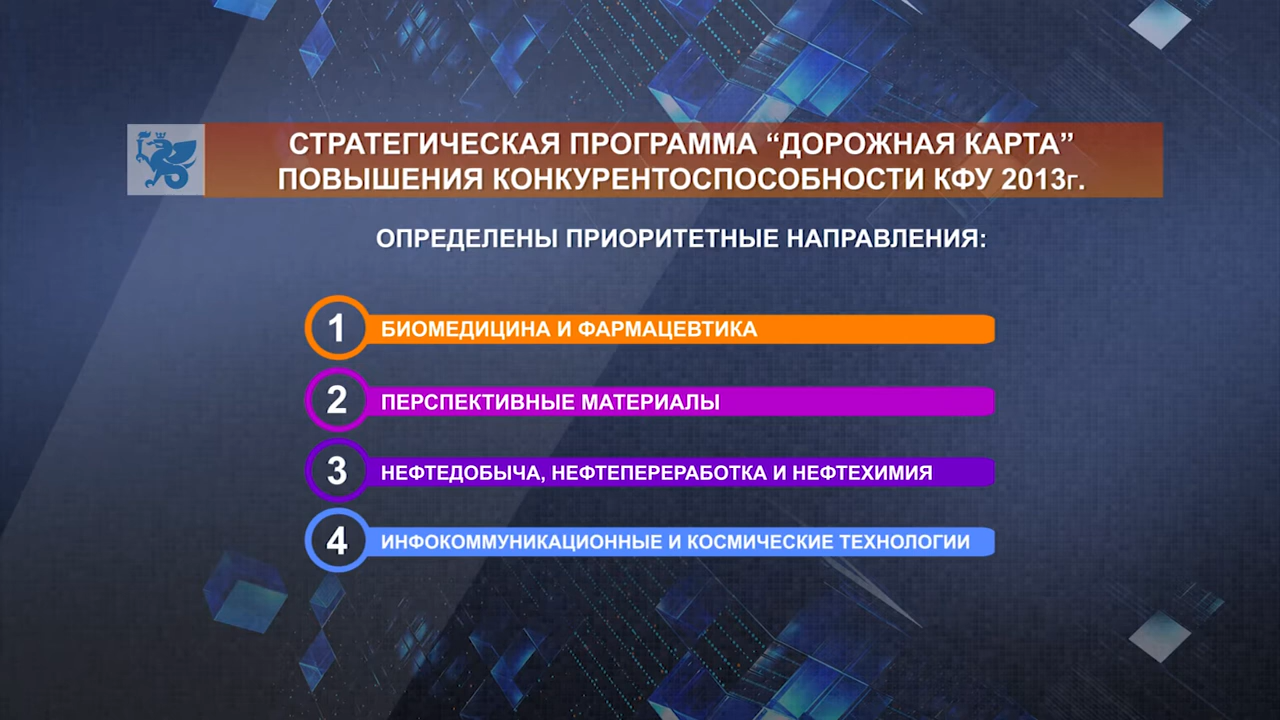 СТРАТЕГИЧЕСКАЯ ПРОГРАММА “ДОРОЖНАЯ КАРТА”
ПОВЫШЕНИЯ КОНКУРЕНТОСПОСОБНОСТИ КФУ 2013г.
ОПРЕДЕЛЕНЫ ПРИОРИТЕТНЫЕ НАПРАВЛЕНИЯ:
1 БИОМЕДИЦИНА И ФАРМАЦЕВТИКА
2 ПЕРСПЕКТИВНЫЕ МАТЕРИАЛЫ
3 НЕФТЕДОБЫЧА, НЕФТЕПЕРЕРАБОТКА И НЕФТЕХИМИЯ
4 ИНФОКОММУНИКАЦИОННЫЕ И КОСМИЧЕСКИЕ ТЕХНОЛОГИИ